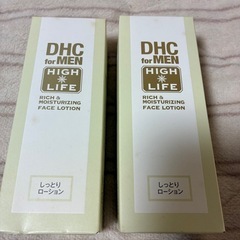 DHC
for MEN
HIGH
LIFE
RICH &
MOISTURIZING
FACE LOTION
しっとり
ローション
DHC
for MEN
HIGH
LIFE
RICH &
MOISTURIZING
FACE LOTION
しっとり
ローション